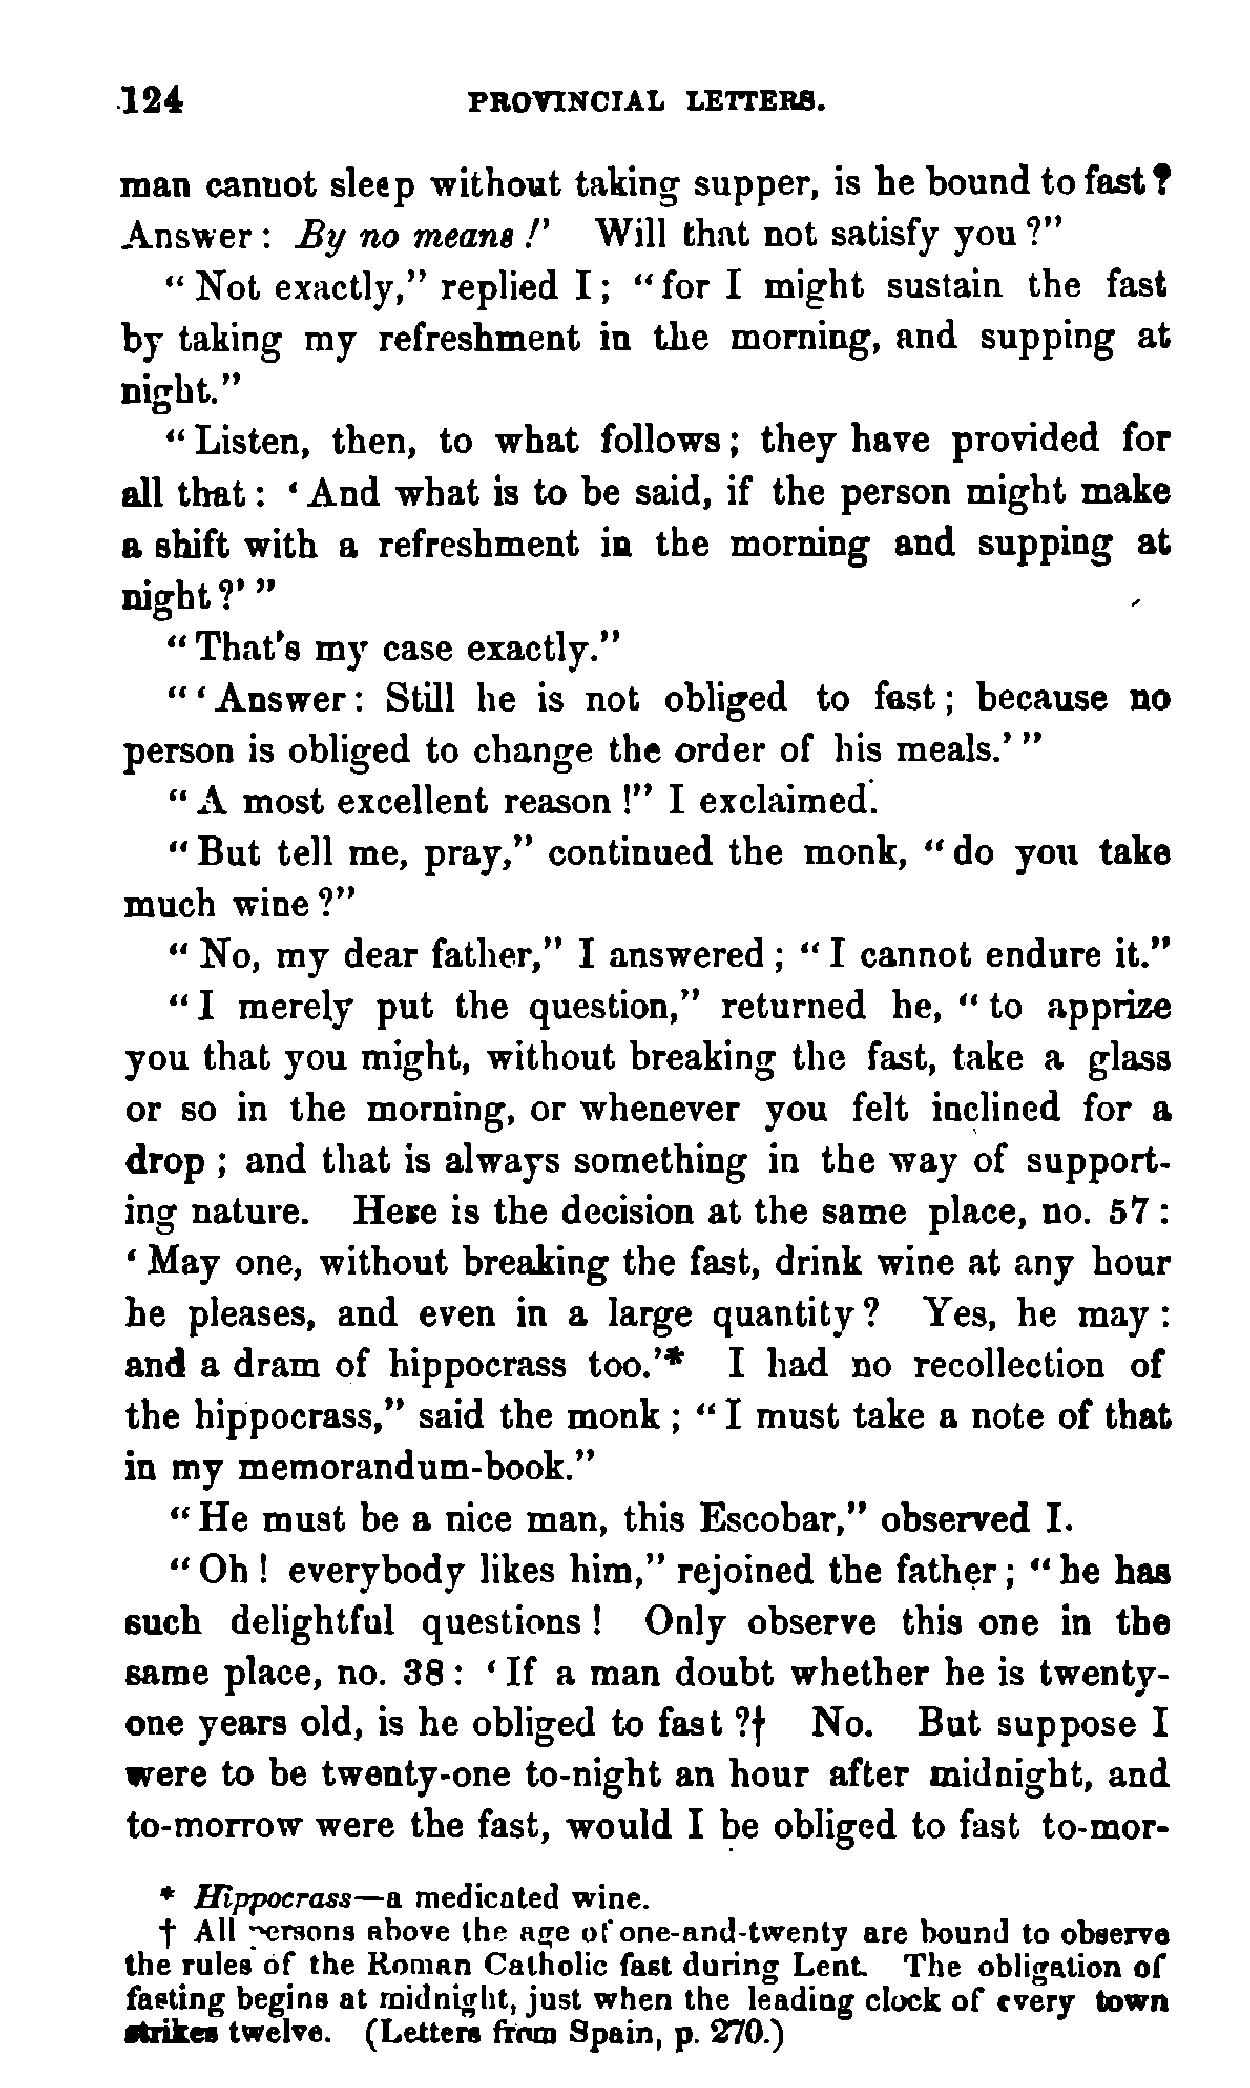 124 PROVINCIAL LETTERS.
man cannot sleep without taking supper, is he bound to fast?
Answer: By no means!' Will that not satisfy you?"
"Not exactly," replied I; "for I might sustain the fast
by taking my refreshment in the morning, and supping at
night."
"Listen, then, to what follows; they have provided for
all that: 'And what is to be said, if the person might make
a shift with a refreshment in the morning and supping at
night?'"
"That's my case exactly."
"'Answer: Still he is not obliged to fast; because no
person is obliged to change the order of his meals.'"
"A most excellent reason!" I exclaimed.
"But tell me, pray," continued the monk, "do you take
much wine?"
"No, my dear father," I answered; "I cannot endure it."
"I merely put the question," returned he, "to apprize
you that you might, without breaking the fast, take a glass
or so in the morning, or whenever you felt inclined for a
drop; and that is always something in the way of support-
ing nature. Here is the decision at the same place, no. 57:
'May one, without breaking the fast, drink wine at any hour
he pleases, and even in a large quantity? Yes, he may:
and a dram of hippocrass too.'* I had no recollection of
the hippocrass," said the monk; "I must take a note of that
in my memorandum-book."
"He must be a nice man, this Escobar," observed I.
"Oh! everybody likes him," rejoined the father; "he has
such delightful questions! Only observe this one in the
same place, no. 38: 'If a man doubt whether he is twenty-
one years old, is he obliged to fast?† No. But suppose I
were to be twenty-one to-night an hour after midnight, and
to-morrow were the fast, would I be obliged to fast to-mor-
* Hippocrass—a medicated wine.
† All persons above the age of one-and-twenty are bound to observe
the rules of the Roman Catholic fast during Lent. The obligation of
fasting begins at midnight, just when the leading clock of every town
strikes twelve. (Letters from Spain, p. 270.)